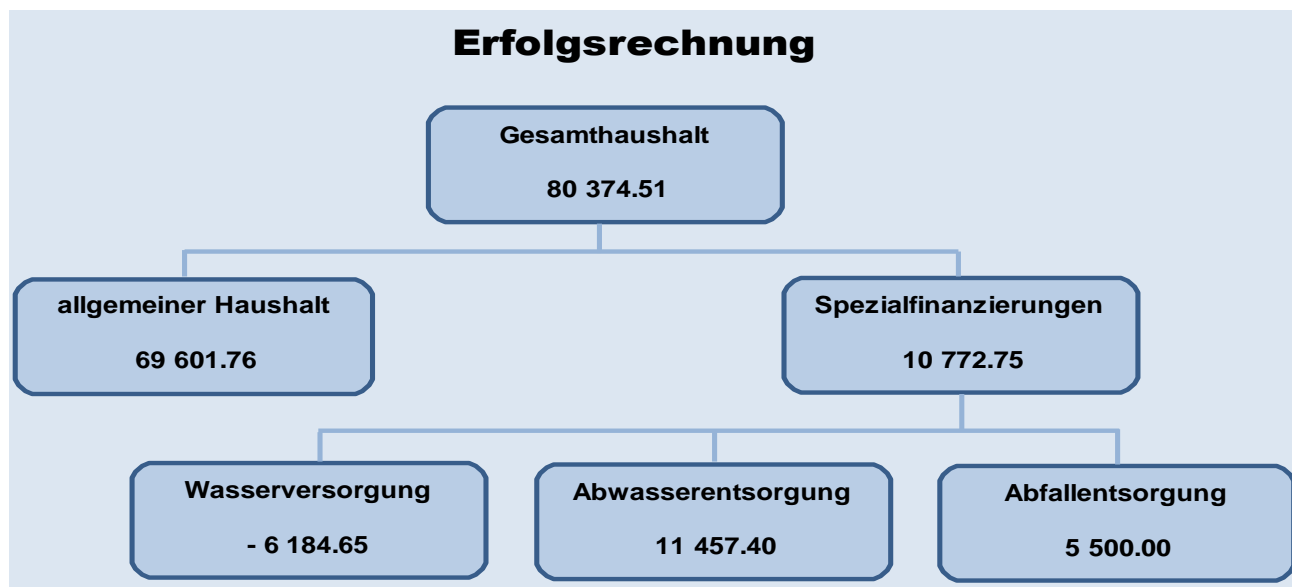 Erfolgsrechnung
Gesamthaushalt
80 374.51
allgemeiner Haushalt
69 601.76
Spezialfinanzierungen
10 772.75
Wasserversorgung
- 6 184.65
Abwasserentsorgung
11 457.40
Abfallentsorgung
5 500.00